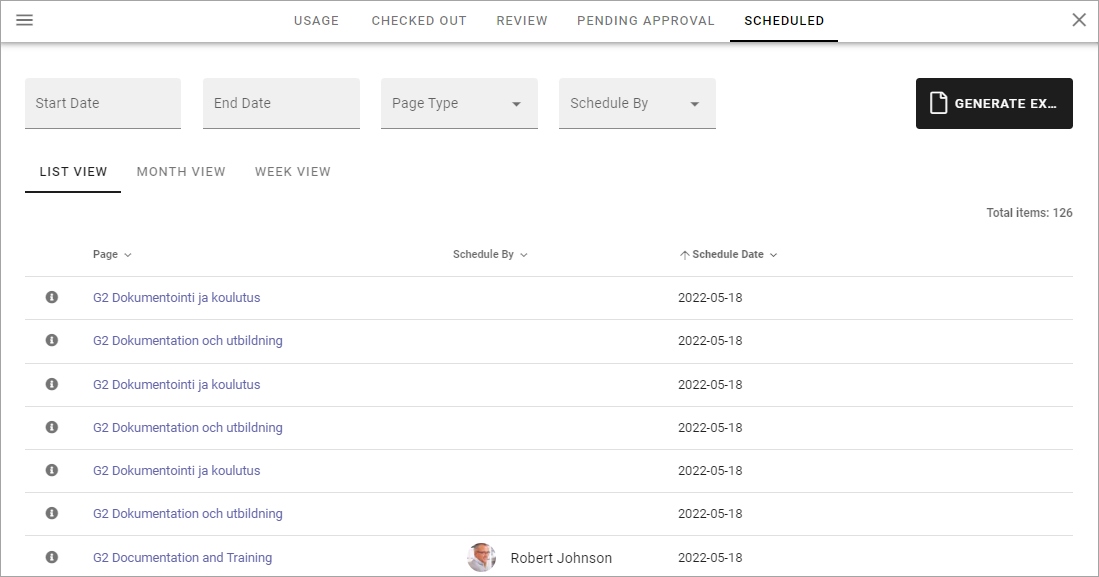 USAGE CHECKED OUT REVIEW PENDING APPROVAL SCHEDULED
Start Date End Date Page Type Schedule By GENERATE EX...
LIST VIEW MONTH VIEW WEEK VIEW
Total items: 126
Page Schedule By Schedule Date
G2 Dokumentointi ja koulutus 2022-05-18
G2 Dokumentation och utbildning 2022-05-18
G2 Dokumentointi ja koulutus 2022-05-18
G2 Dokumentation och utbildning 2022-05-18
G2 Dokumentointi ja koulutus 2022-05-18
G2 Dokumentation och utbildning 2022-05-18
G2 Documentation and Training Robert Johnson 2022-05-18